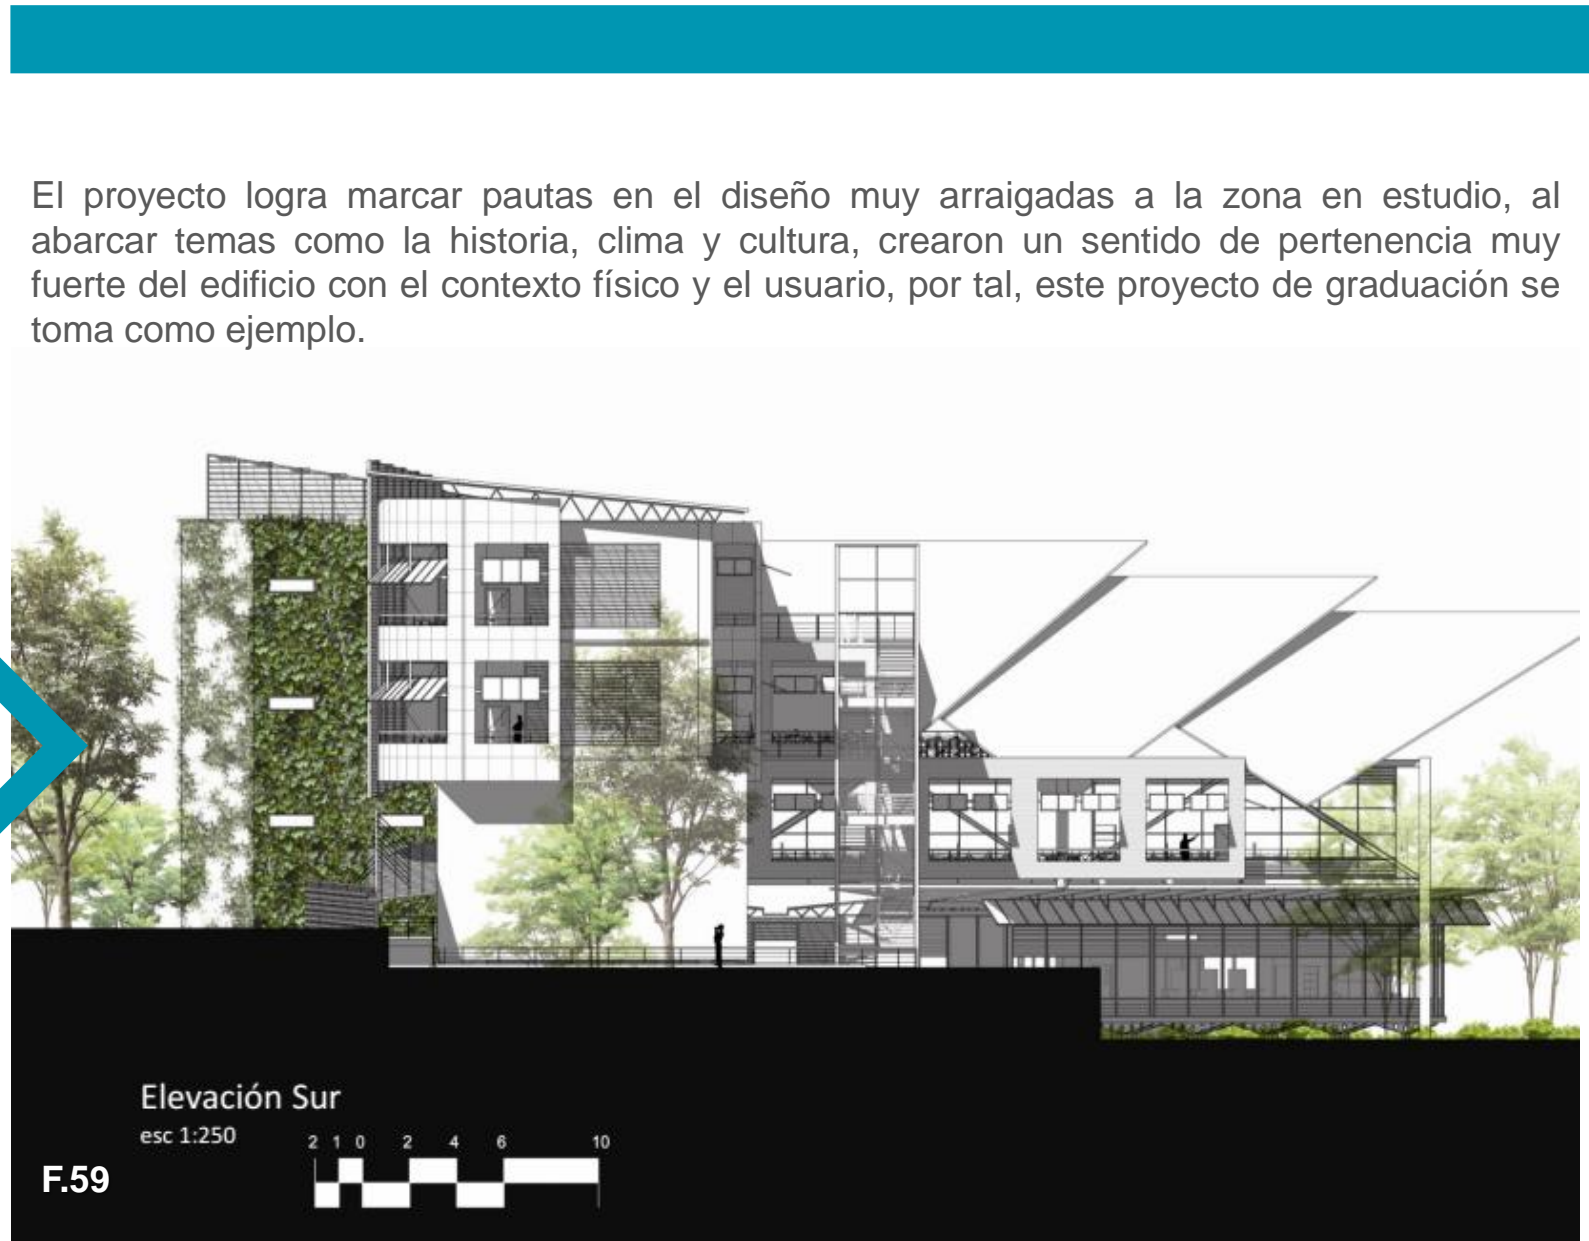 El proyecto logra marcar pautas en el diseño muy arraigadas a la zona en estudio, al
abarcar temas como la historia, clima y cultura, crearon un sentido de pertenencia muy
fuerte del edificio con el contexto físico y el usuario, por tal, este proyecto de graduación se
toma como ejemplo.
Elevación Sur
esc 1:250
2 1 0 2 4 6 10
F.59